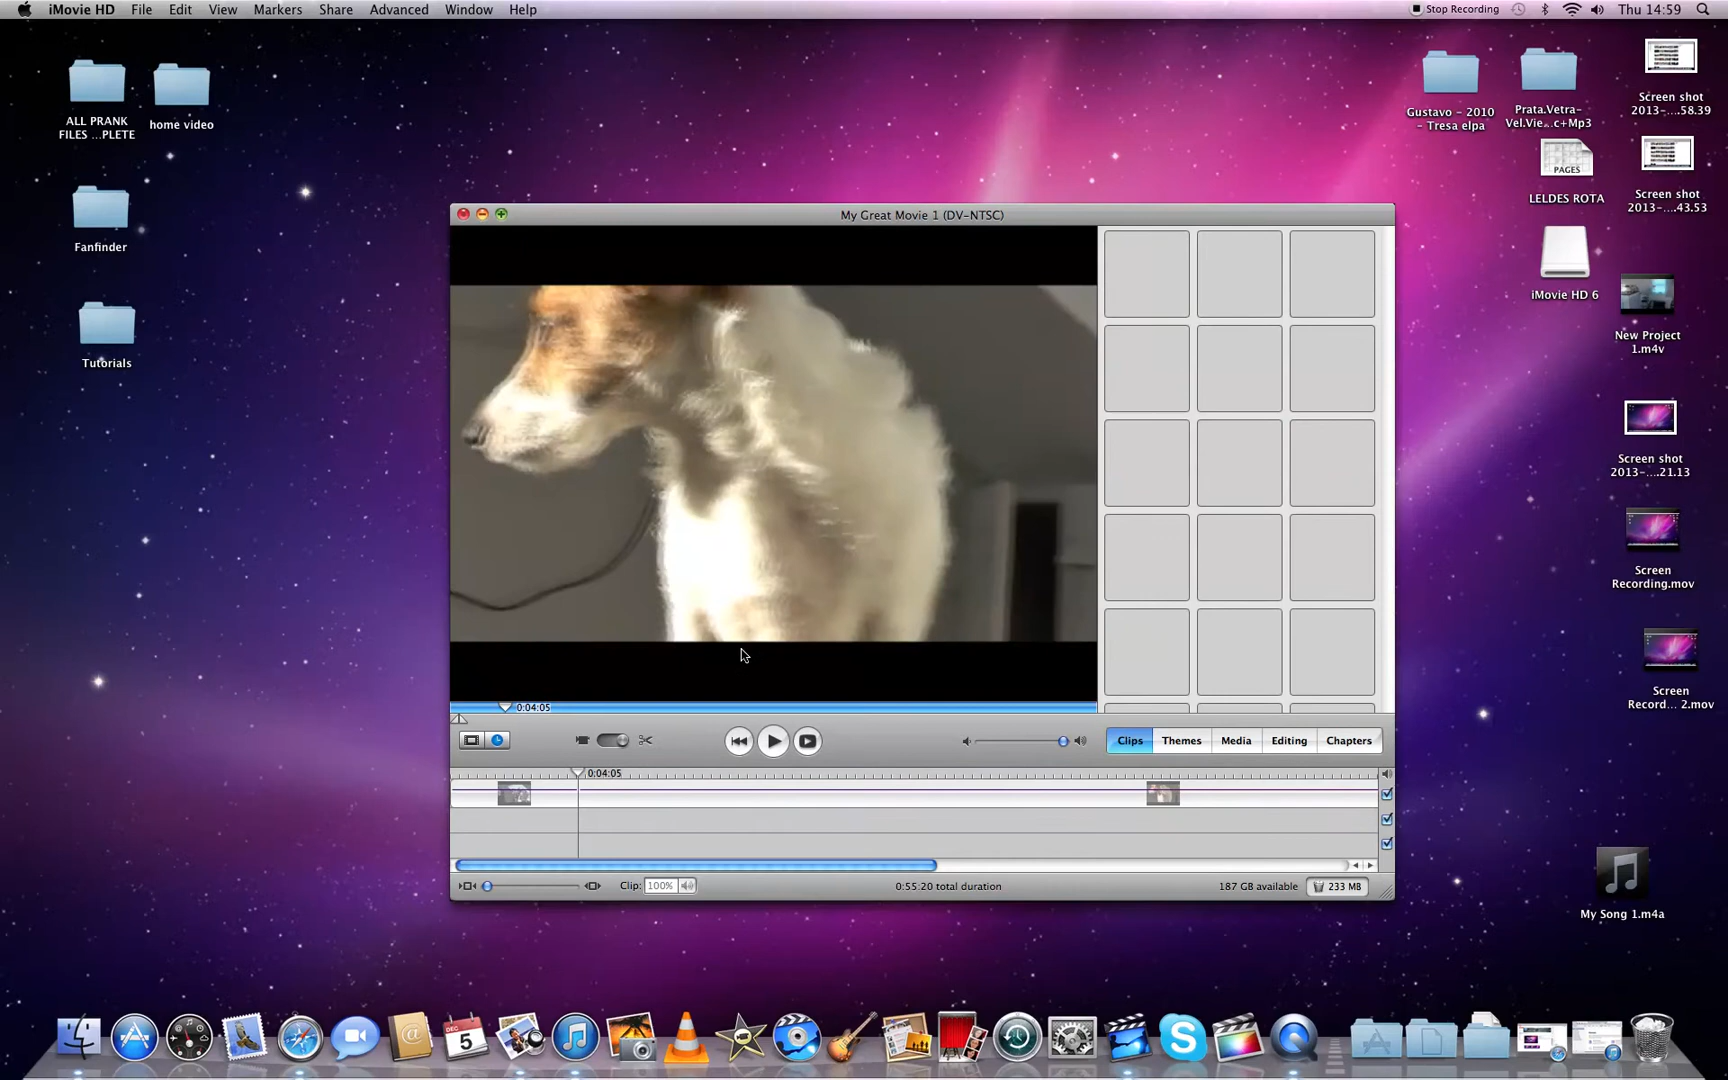 iMovie HD File Edit View Markers Share Advanced Window Help
Stop Recording Thu 14:59
ALL PRANK
FILES ...PLETE
home video
Fanfinder
Tutorials
Gustavo - 2010
- Tresa elpa
Prata.Vetra-
Vel.Vie...c+Mp3
Screen shot
2013-....58.39
PAGES
LELDES ROTA
Screen shot
2013-....43.53
iMovie HD 6
New Project
1.m4v
Screen shot
2013-....21.13
Screen
Recording.mov
Screen
Record... 2.mov
My Song 1.m4a
My Great Movie 1 (DV-NTSC)
0:04:05
Clips Themes Media Editing Chapters
0:04:05
Clip: 100%
0:55:20 total duration
187 GB available
233 MB
DEC
5